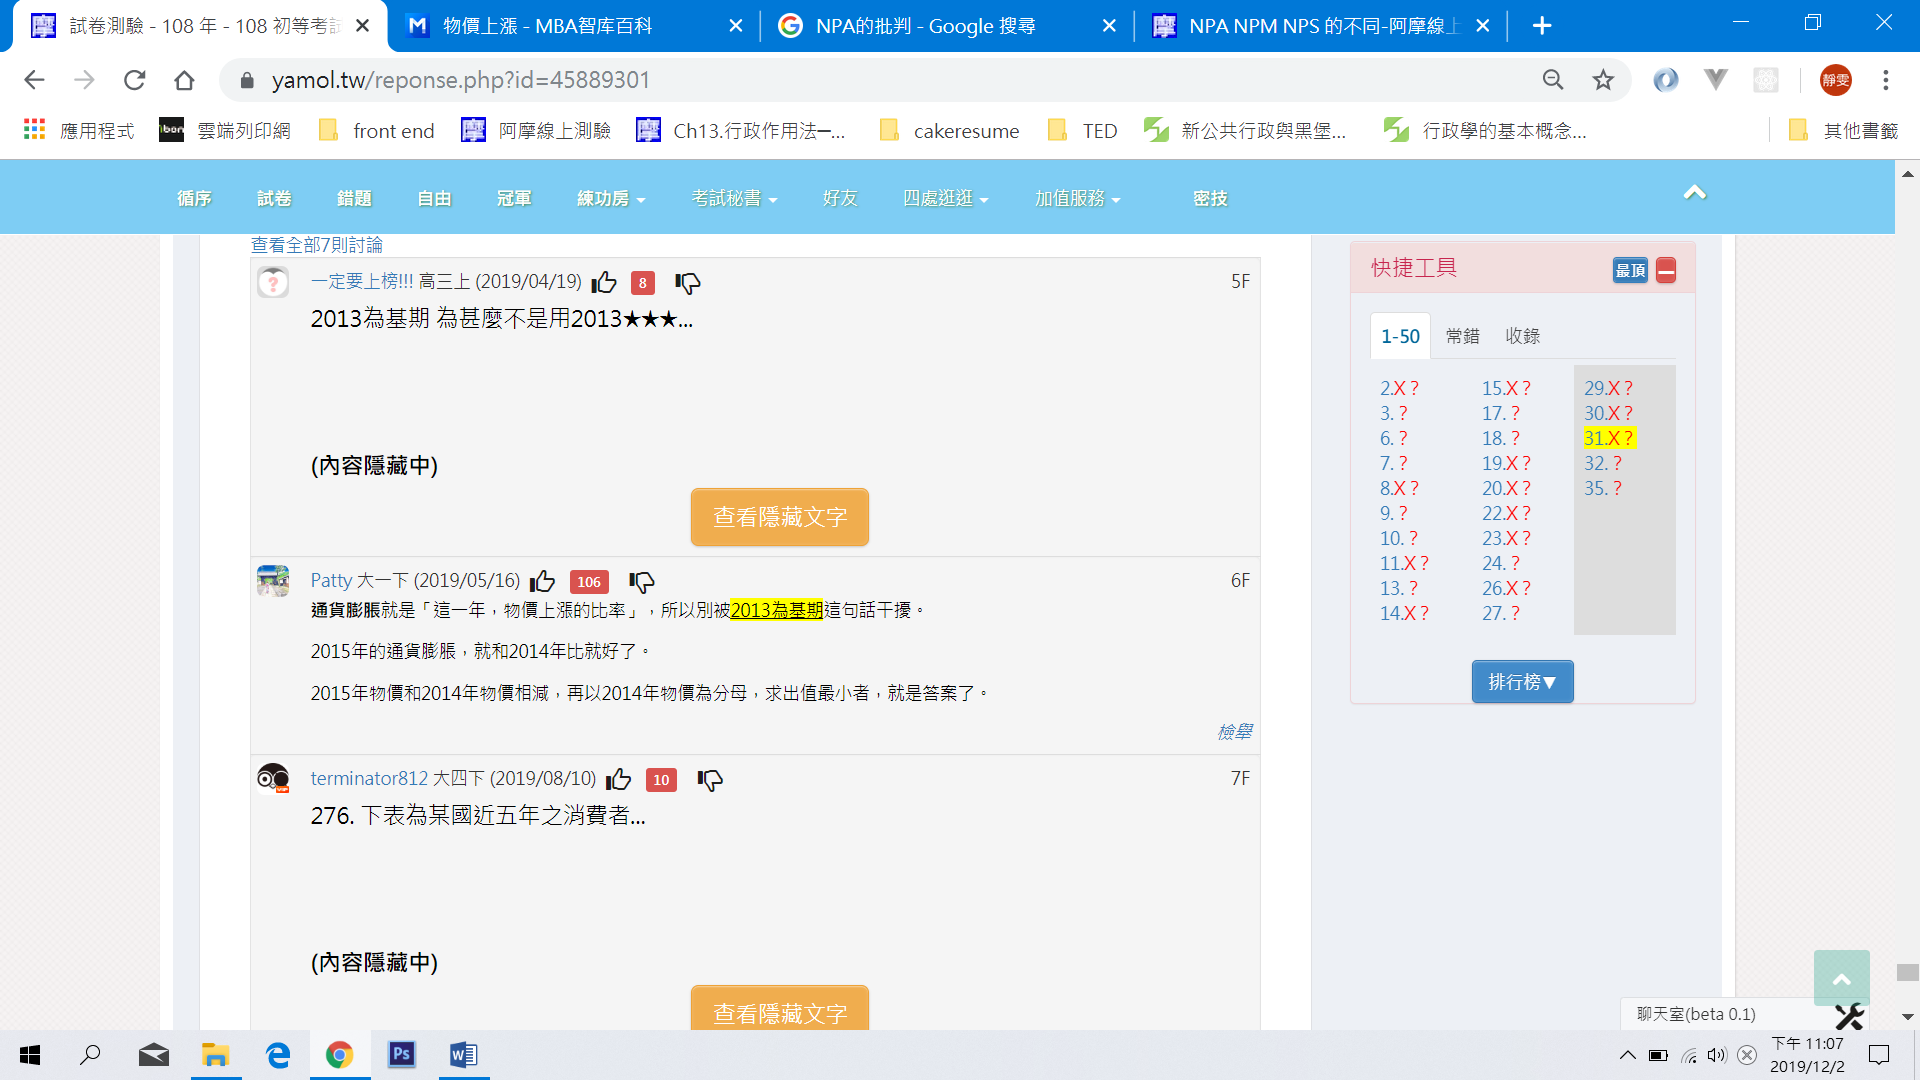 試卷測驗 - 108 年 - 108 初等考試
物價上漲 - MBA智库百科
NPA的批判 - Google 搜尋
NPA NPM NPS 的不同-阿摩線上
yamol.tw/reponse.php?id=45889301
靜雯
應用程式
ibon
雲端列印網
front end
阿摩線上測驗
Ch13.行政作用法—...
cakeresume
TED
新公共行政與黑堡...
行政學的基本概念...
其他書籤
循序 試卷 錯題 自由 冠軍 練功房 考試秘書 好友 四處逛逛 加值服務 密技
查看全部7則討論
一定要上榜!!! 高三上 (2019/04/19) 8 5F
2013為基期 為甚麼不是用2013★★★...
(內容隱藏中)
查看隱藏文字
Patty 大一下 (2019/05/16) 106 6F
通貨膨脹就是「這一年，物價上漲的比率」，所以別被2013為基期這句話干擾。
2015年的通貨膨脹，就和2014年比就好了。
2015年物價和2014年物價相減，再以2014年物價為分母，求出值最小者，就是答案了。
檢舉
terminator812 大四下 (2019/08/10) 10 7F
276. 下表為某國近五年之消費者...
(內容隱藏中)
查看隱藏文字
快捷工具
最頂
1-50 常錯 收錄
2.X ?
3. ?
6. ?
7. ?
8.X ?
9. ?
10. ?
11.X ?
13. ?
14.X ?
15.X ?
17. ?
18. ?
19.X ?
20.X ?
22.X ?
23.X ?
24. ?
26.X ?
27. ?
29.X ?
30.X ?
31.X ?
32. ?
35. ?
排行榜▼
聊天室(beta 0.1)
Ps
下午 11:07
2019/12/2